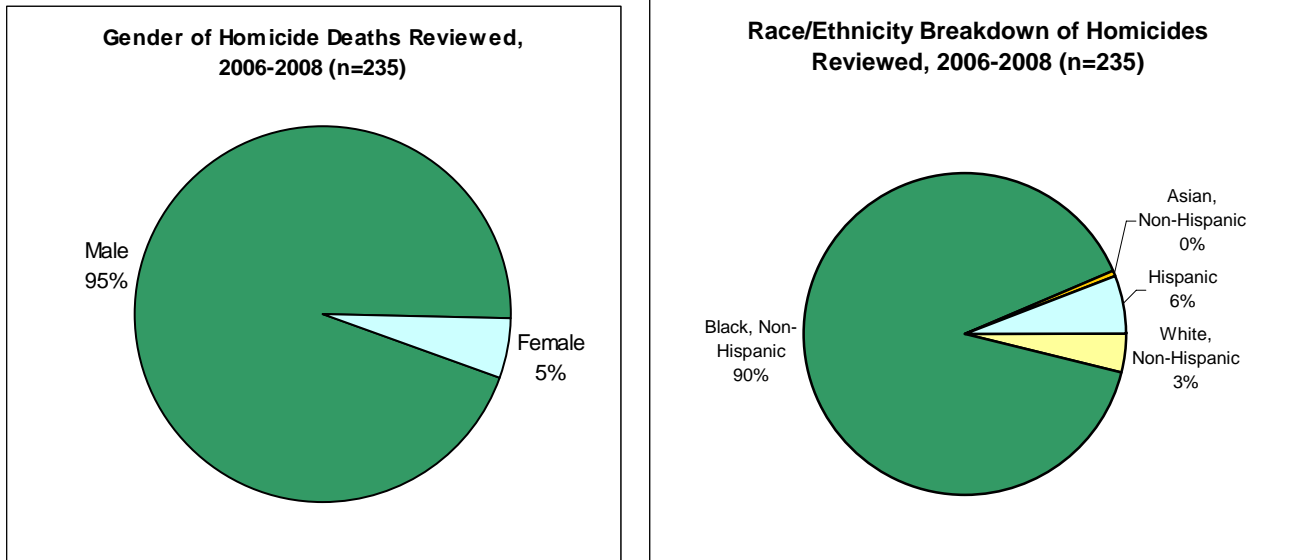 Gender of Homicide Deaths Reviewed,
2006-2008 (n=235)
Male
95%
Female
5%
Race/Ethnicity Breakdown of Homicides
Reviewed, 2006-2008 (n=235)
Asian,
Non-Hispanic
0%
Hispanic
6%
White,
Non-Hispanic
3%
Black, Non-
Hispanic
90%